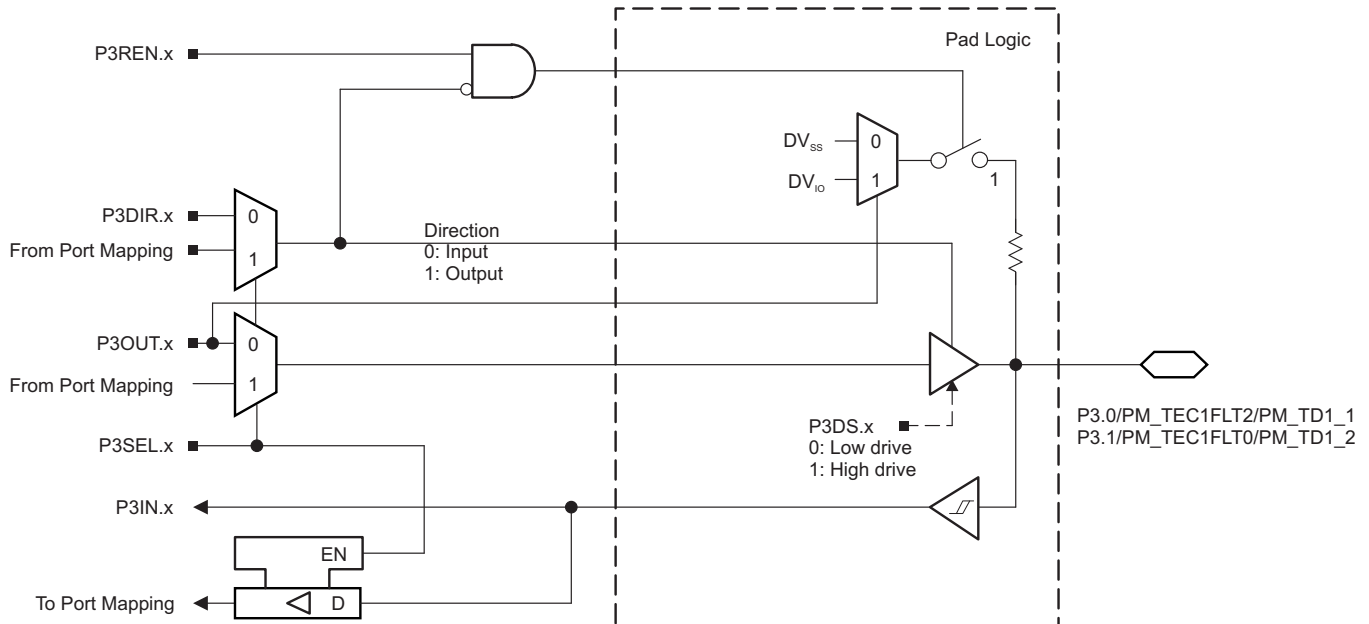 Pad Logic
P3REN.x
DVSS
0
DVIO
1
1
P3DIR.x
0
From Port Mapping
1
Direction
0: Input
1: Output
P3OUT.x
0
From Port Mapping
1
P3DS.x
0: Low drive
1: High drive
P3.0/PM_TEC1FLT2/PM_TD1_1
P3.1/PM_TEC1FLT0/PM_TD1_2
P3SEL.x
P3IN.x
EN
To Port Mapping
D